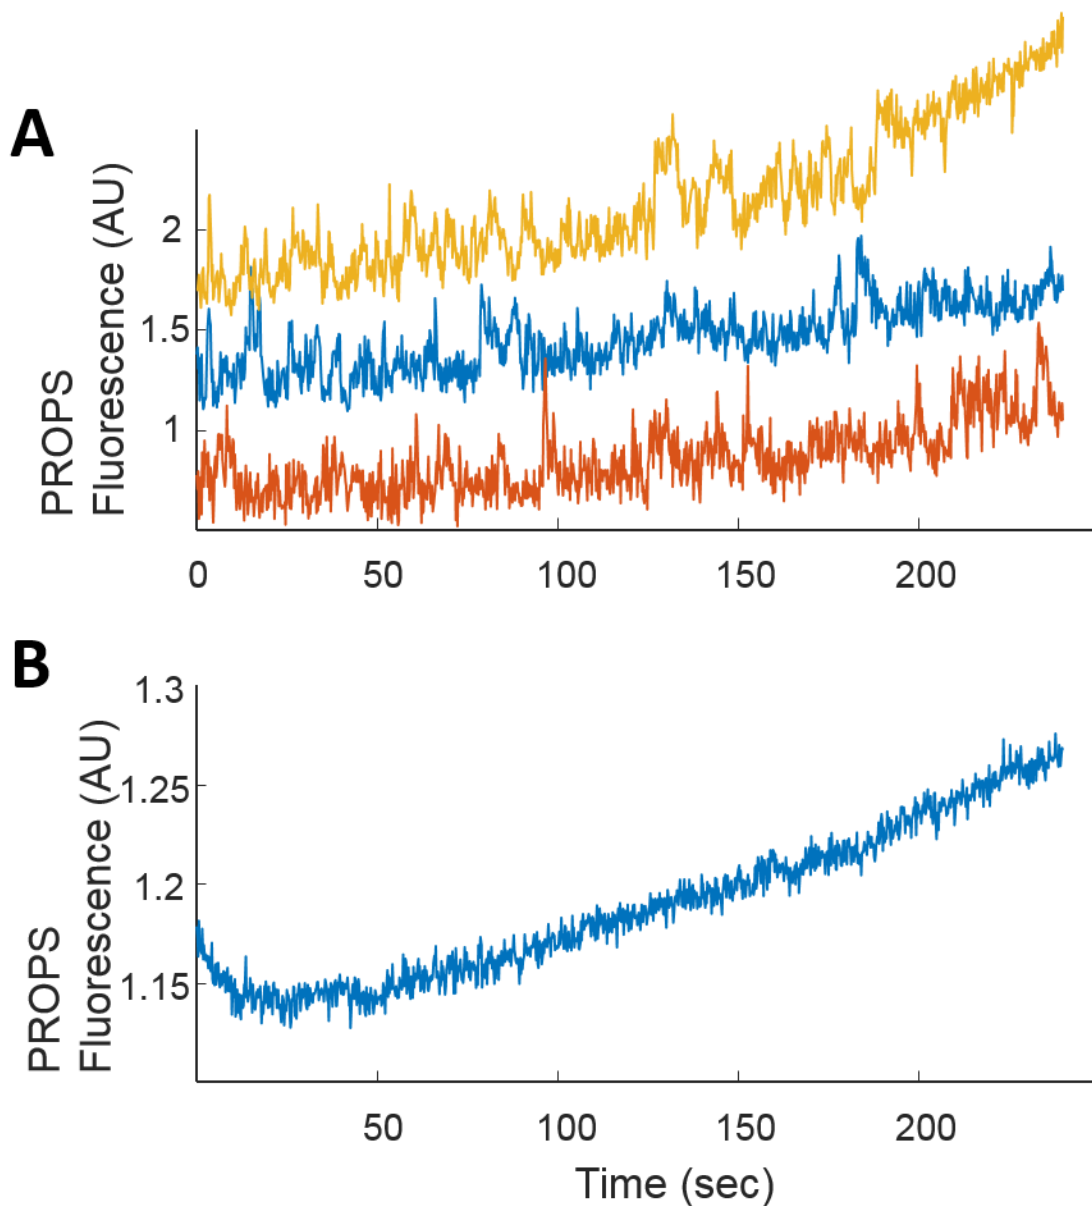 A
PROPS
Fluorescence (AU)
2
1.5
1
0 50 100 150 200
B
PROPS
Fluorescence (AU)
1.3
1.25
1.2
1.15
50 100 150 200
Time (sec)